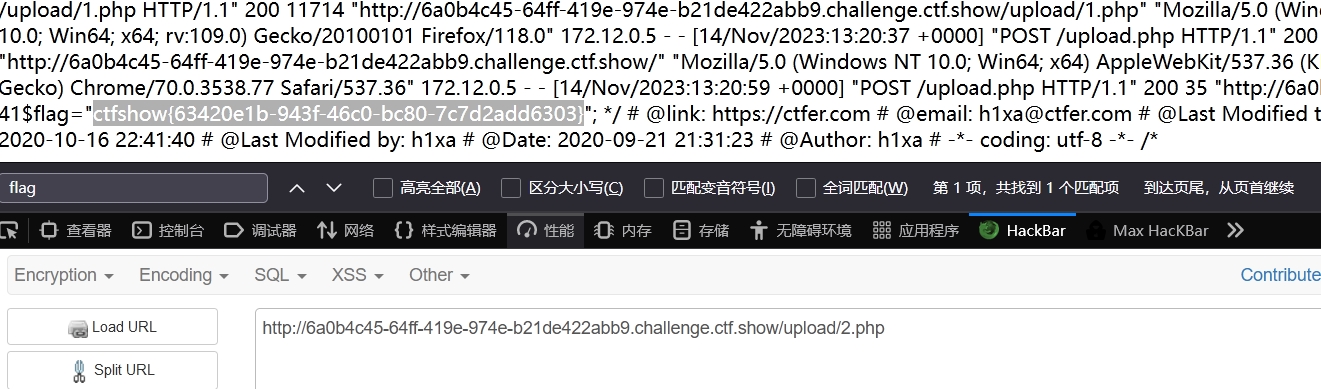 /upload/1.php HTTP/1.1" 200 11714 "http://6a0b4c45-64ff-419e-974e-b21de422abb9.challenge.ctf.show/upload/1.php" "Mozilla/5.0 (Win
10.0; Win64; x64; rv:109.0) Gecko/20100101 Firefox/118.0" 172.12.0.5 - - [14/Nov/2023:13:20:37 +0000] "POST /upload.php HTTP/1.1" 200
"http://6a0b4c45-64ff-419e-974e-b21de422abb9.challenge.ctf.show/" "Mozilla/5.0 (Windows NT 10.0; Win64; x64) AppleWebKit/537.36 (K
Gecko) Chrome/70.0.3538.77 Safari/537.36" 172.12.0.5 - - [14/Nov/2023:13:20:59 +0000] "POST /upload.php HTTP/1.1" 200 35 "http://6a0
41$flag="ctfshow{63420e1b-943f-46c0-bc80-7c7d2add6303}"; */ # @link: https://ctfer.com # @email: h1xa@ctfer.com # @Last Modified t
2020-10-16 22:41:40 # @Last Modified by: h1xa # @Date: 2020-09-21 21:31:23 # @Author: h1xa # -*- coding: utf-8 -*- /*
flag 高亮全部(A) 区分大小写(C) 匹配变音符号(I) 全词匹配(W) 第 1 项，共找到 1 个匹配项 到达页尾，从页首继续
查看器 控制台 调试器 网络 {} 样式编辑器 性能 内存 存储 无障碍环境 应用程序 HackBar Max HacKBar
Encryption Encoding SQL XSS Other Contribute
Load URL http://6a0b4c45-64ff-419e-974e-b21de422abb9.challenge.ctf.show/upload/2.php
Split URL